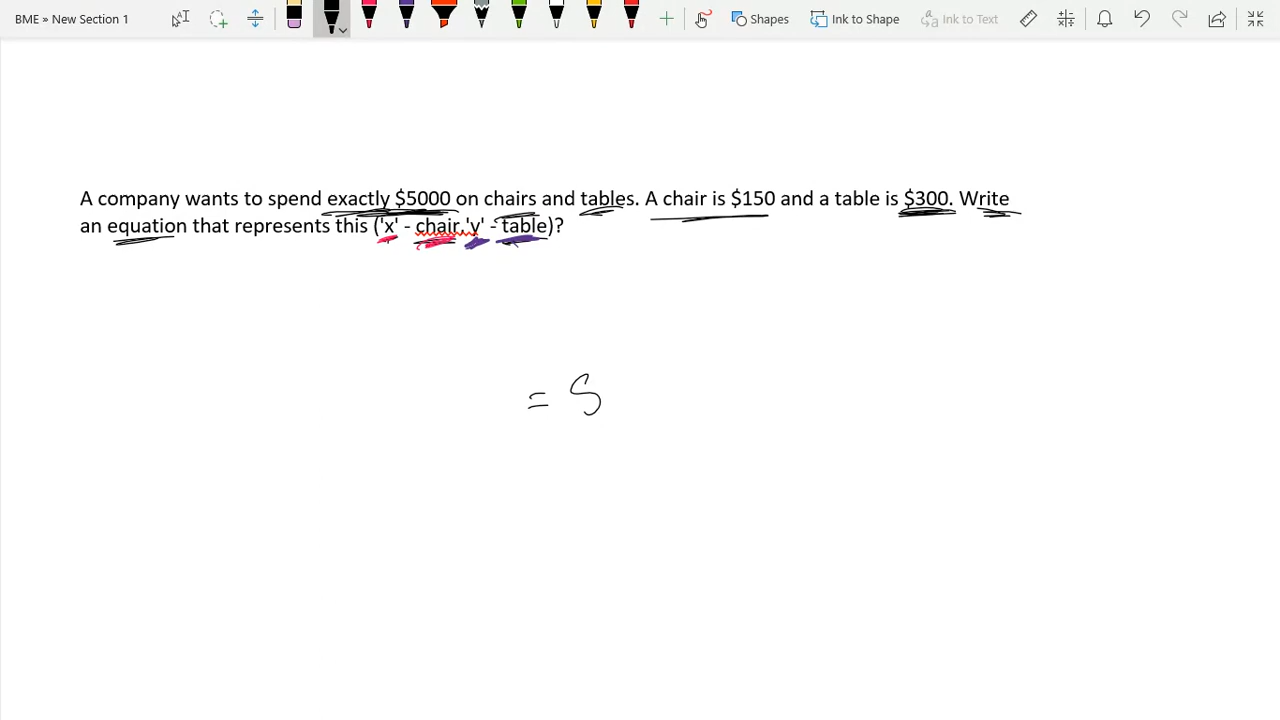 BME » New Section 1
Shapes
Ink to Shape
Ink to Text
A company wants to spend exactly $5000 on chairs and tables. A chair is $150 and a table is $300. Write
an equation that represents this ('x' - chair,'y' - table)?
= S